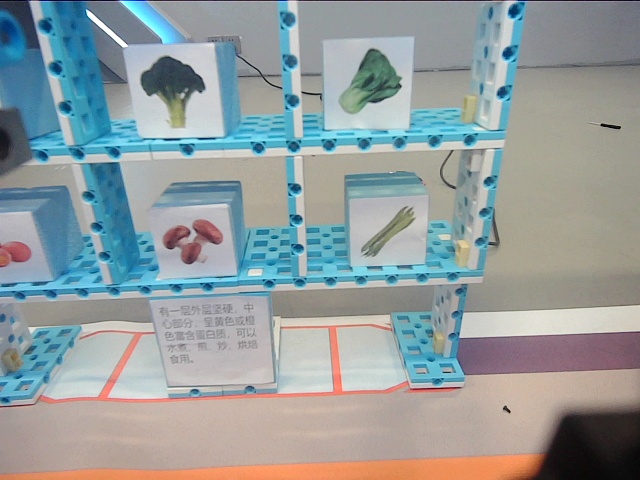 有一层外层坚硬，中
心部分，呈黄色或橙
色富含蛋白质，可以
水煮，煎，炒，烘焙
食用。